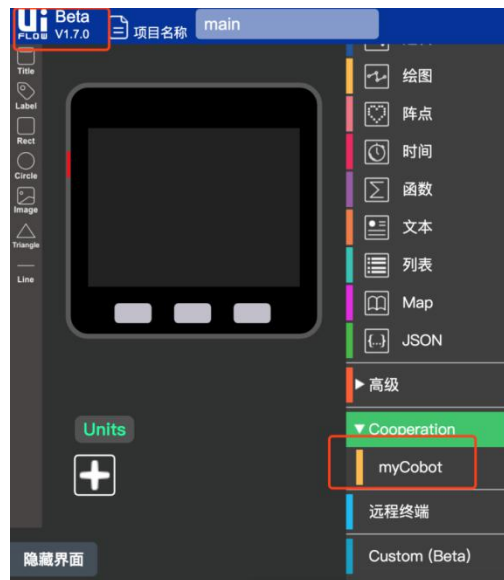 Ui
FLOW
Beta
V1.7.0
项目名称
main
Title
Label
Rect
Circle
Image
Triangle
Line
绘图
阵点
时间
函数
文本
列表
Map
{...} JSON
高级
Cooperation
myCobot
远程终端
Custom (Beta)
Units
隐藏界面